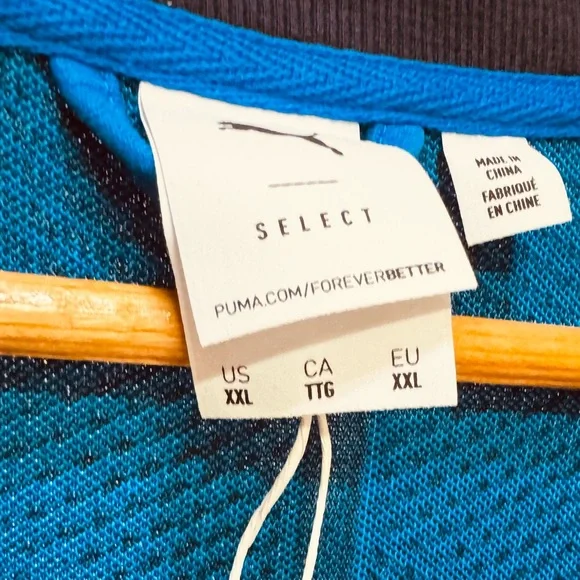 SELECT
PUMA.COM/FOREVERBETTER
US CA EU
XXL TTG XXL
MADE IN
CHINA
FABRIQUÉ
EN CHINE